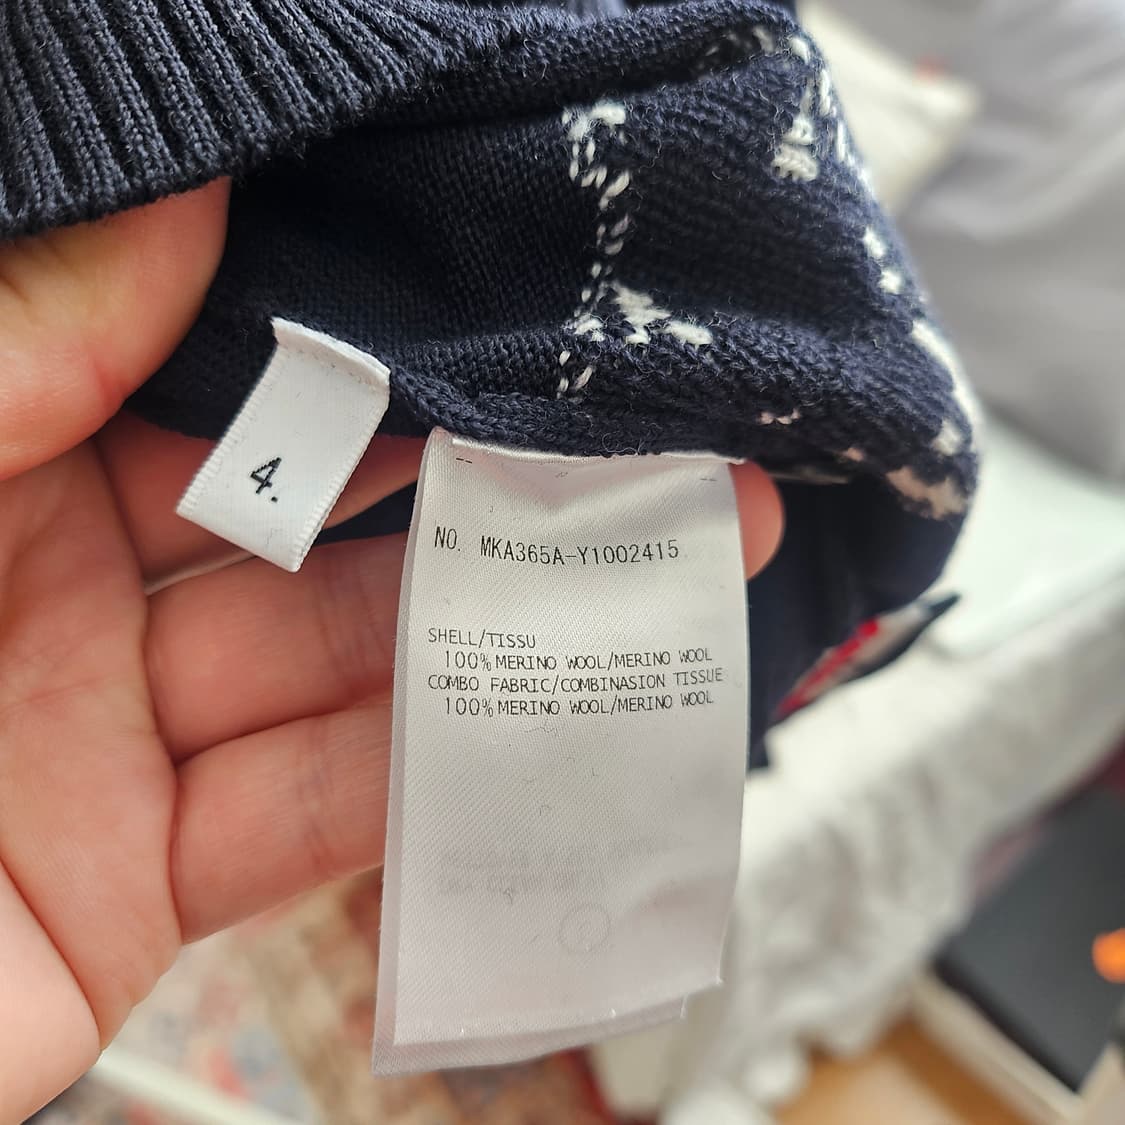 4.
NO. MKA365A-Y1002415
SHELL/TISSU
100% MERINO WOOL/MERINO WOOL
COMBO FABRIC/COMBINASION TISSUE
100% MERINO WOOL/MERINO WOOL